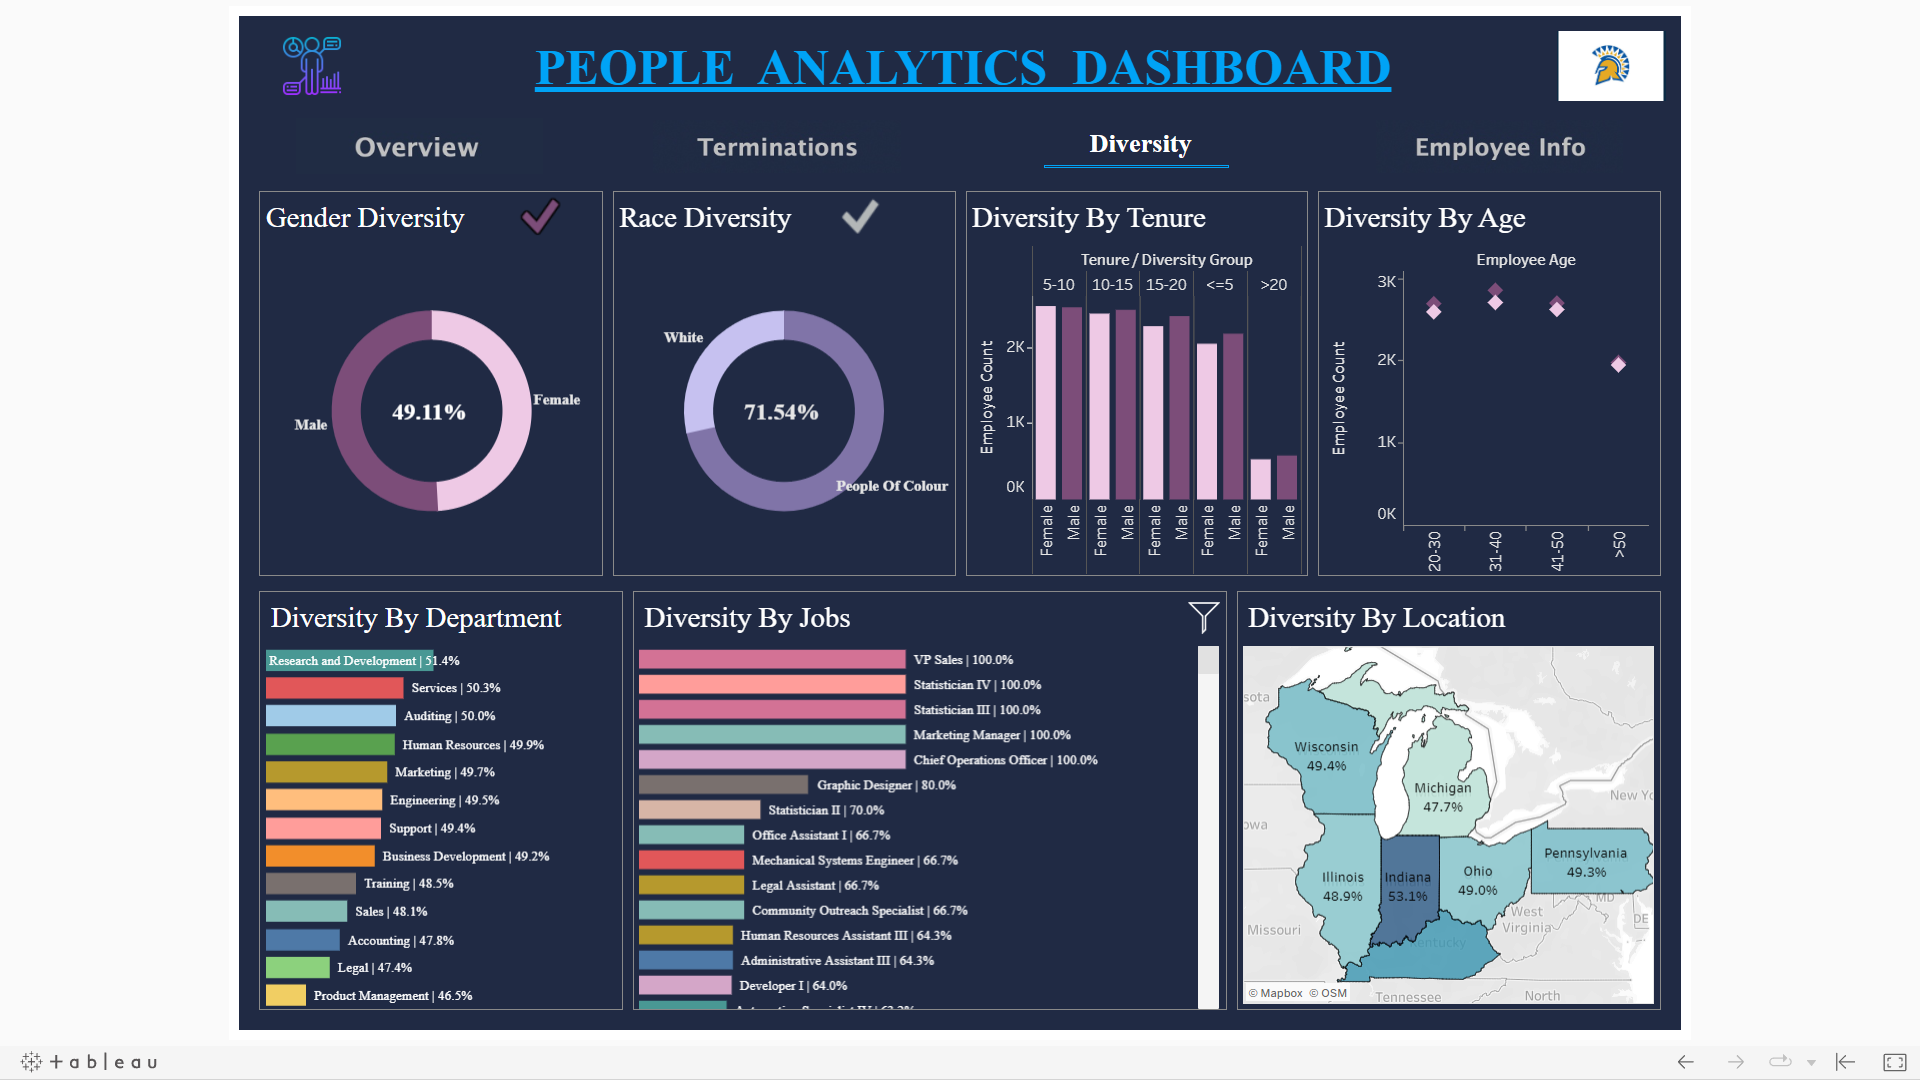 PEOPLE ANALYTICS DASHBOARD
Overview
Terminations
Diversity
Employee Info
Gender Diversity
Male
49.11%
Female
Race Diversity
White
71.54%
People Of Colour
Diversity By Tenure
Tenure / Diversity Group
5-10 10-15 15-20 <=5 >20
Employee Count
2K
1K
0K
Female Male Female Male Female Male Female Male Female Male
Diversity By Age
Employee Age
Employee Count
3K
2K
1K
0K
20-30 31-40 41-50 >50
Diversity By Department
Research and Development | 51.4%
Services | 50.3%
Auditing | 50.0%
Human Resources | 49.9%
Marketing | 49.7%
Engineering | 49.5%
Support | 49.4%
Business Development | 49.2%
Training | 48.5%
Sales | 48.1%
Accounting | 47.8%
Legal | 47.4%
Product Management | 46.5%
Diversity By Jobs
VP Sales | 100.0%
Statistician IV | 100.0%
Statistician III | 100.0%
Marketing Manager | 100.0%
Chief Operations Officer | 100.0%
Graphic Designer | 80.0%
Statistician II | 70.0%
Office Assistant I | 66.7%
Mechanical Systems Engineer | 66.7%
Legal Assistant | 66.7%
Community Outreach Specialist | 66.7%
Human Resources Assistant III | 64.3%
Administrative Assistant III | 64.3%
Developer I | 64.0%
Diversity By Location
sota
Wisconsin
49.4%
Michigan
47.7%
New Yo
owa
Pennsylvania
49.3%
Illinois
48.9%
Indiana
53.1%
Ohio
49.0%
MD
DE
West
Virginia
Missouri
Kentucky
Tennessee
North
© Mapbox © OSM
+ a b | e a u